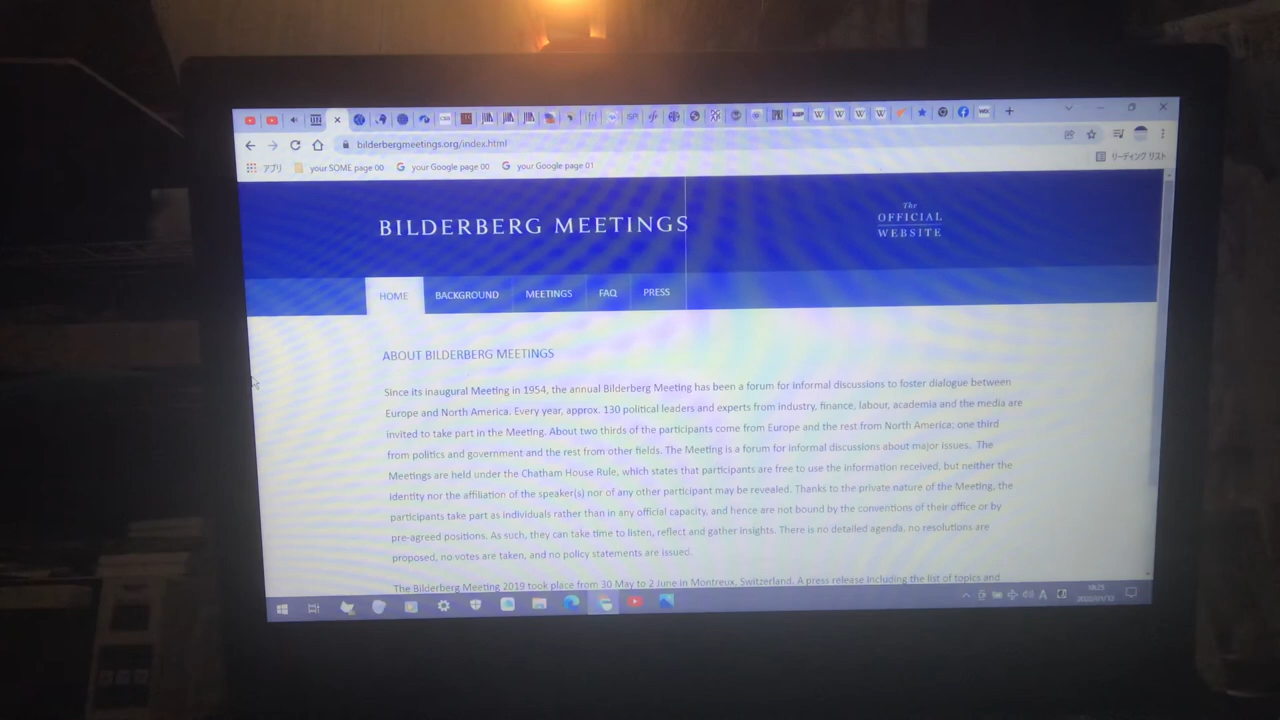 bilderbergmeetings.org/index.html
アプリ your SOME page 00 your Google page 00 your Google page 01 リーディング リスト
BILDERBERG MEETINGS
The
OFFICIAL
WEBSITE
HOME BACKGROUND MEETINGS FAQ PRESS
ABOUT BILDERBERG MEETINGS
Since its inaugural Meeting in 1954, the annual Bilderberg Meeting has been a forum for informal discussions to foster dialogue between
Europe and North America. Every year, approx. 130 political leaders and experts from industry, finance, labour, academia and the media are
invited to take part in the Meeting. About two thirds of the participants come from Europe and the rest from North America; one third
from politics and government and the rest from other fields. The Meeting is a forum for informal discussions about major issues. The
Meetings are held under the Chatham House Rule, which states that participants are free to use the information received, but neither the
identity nor the affiliation of the speaker(s) nor of any other participant may be revealed. Thanks to the private nature of the Meeting, the
participants take part as individuals rather than in any official capacity, and hence are not bound by the conventions of their office or by
pre-agreed positions. As such, they can take time to listen, reflect and gather insights. There is no detailed agenda, no resolutions are
proposed, no votes are taken, and no policy statements are issued.
The Bilderberg Meeting 2019 took place from 30 May to 2 June in Montreux, Switzerland. A press release including the list of topics and